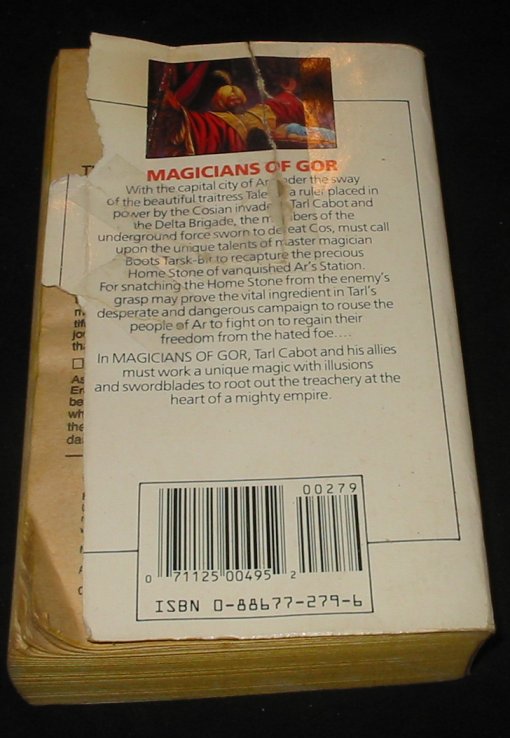 MAGICIANS OF GOR
With the capital city of Ar under the sway
of the beautiful traitress a ruler placed in
power by the Cosian invaders Tarl Cabot and
the Delta Brigade, the members of the
underground force sworn to defeat Cos, must call
upon the unique talents of master magician
Boots Tarsk-Bit to recapture the precious
Home Stone of vanquished Ar's Station.
For snatching the Home Stone from the enemy's
grasp may prove the vital ingredient in Tarl's
desperate and dangerous campaign to rouse the
people of Ar to fight on to regain their
freedom from the hated foe....
In MAGICIANS OF GOR, Tarl Cabot and his allies
must work a unique magic with illusions
and swordblades to root out the treachery at the
heart of a mighty empire.
00279
0 71125 00495 2
ISBN 0-88677-279-6